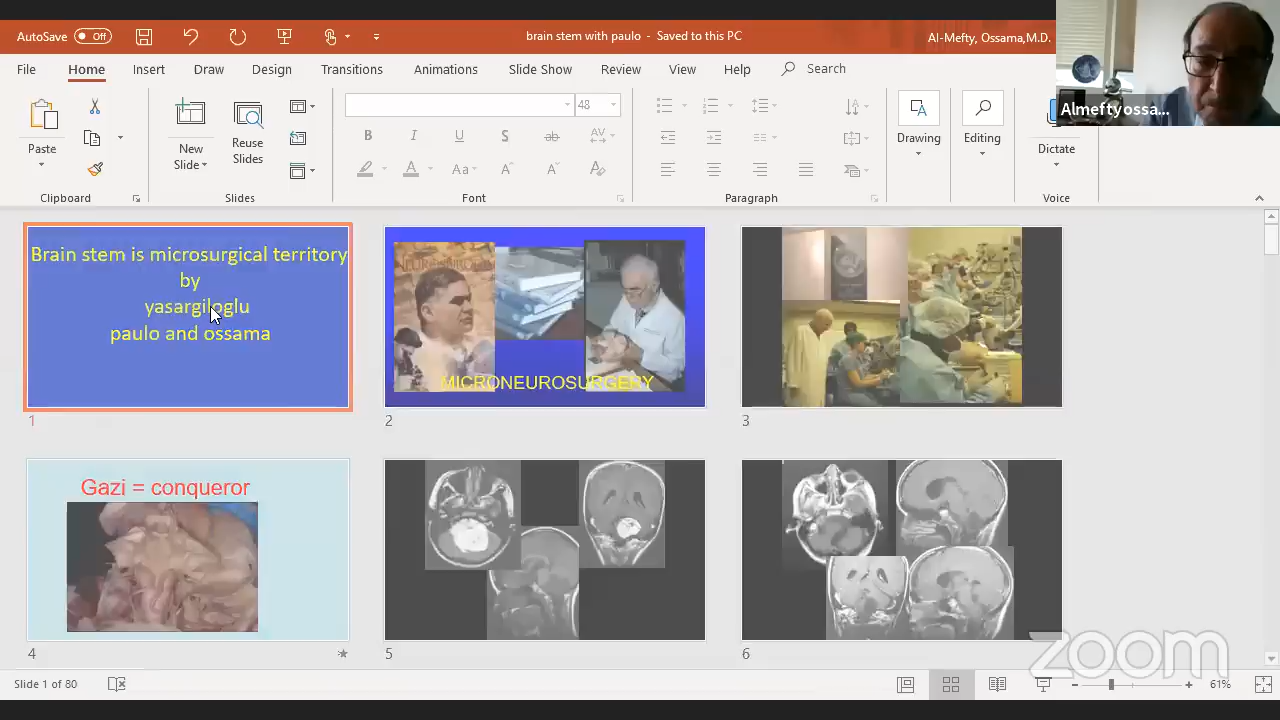 AutoSave Off
brain stem with paulo - Saved to this PC
Al-Mefty, Ossama,M.D.
File Home Insert Draw Design Transitions Animations Slide Show Review View Help Search
48
Paste
New
Slide
Reuse
Slides
Drawing
Editing
Dictate
Clipboard
Slides
Font
Paragraph
Voice
Almeftyossa...
Brain stem is microsurgical territory
by
yasargiloglu
paulo and ossama
1
MICRONEUROSURGERY
2
3
Gazi = conqueror
4
5
6
zoom
Slide 1 of 80
61%